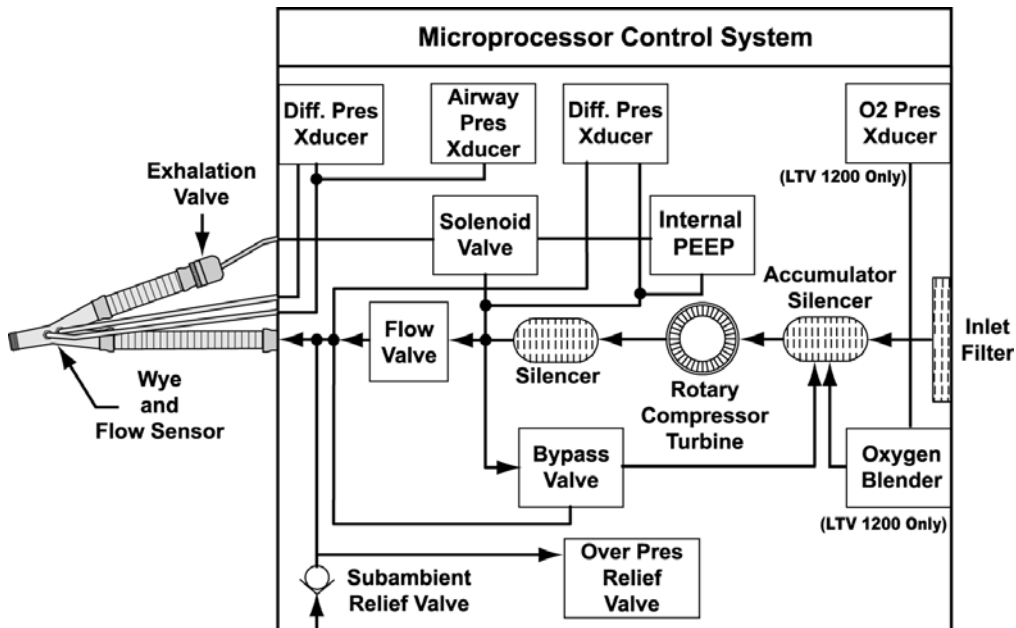 Microprocessor Control System
Diff. Pres
Xducer
Airway
Pres
Xducer
Diff. Pres
Xducer
O2 Pres
Xducer
(LTV 1200 Only)
Exhalation
Valve
Solenoid
Valve
Internal
PEEP
Accumulator
Silencer
Flow
Valve
Silencer
Rotary
Compressor
Turbine
Inlet
Filter
Wye
and
Flow Sensor
Bypass
Valve
Oxygen
Blender
(LTV 1200 Only)
Subambient
Relief Valve
Over Pres
Relief
Valve